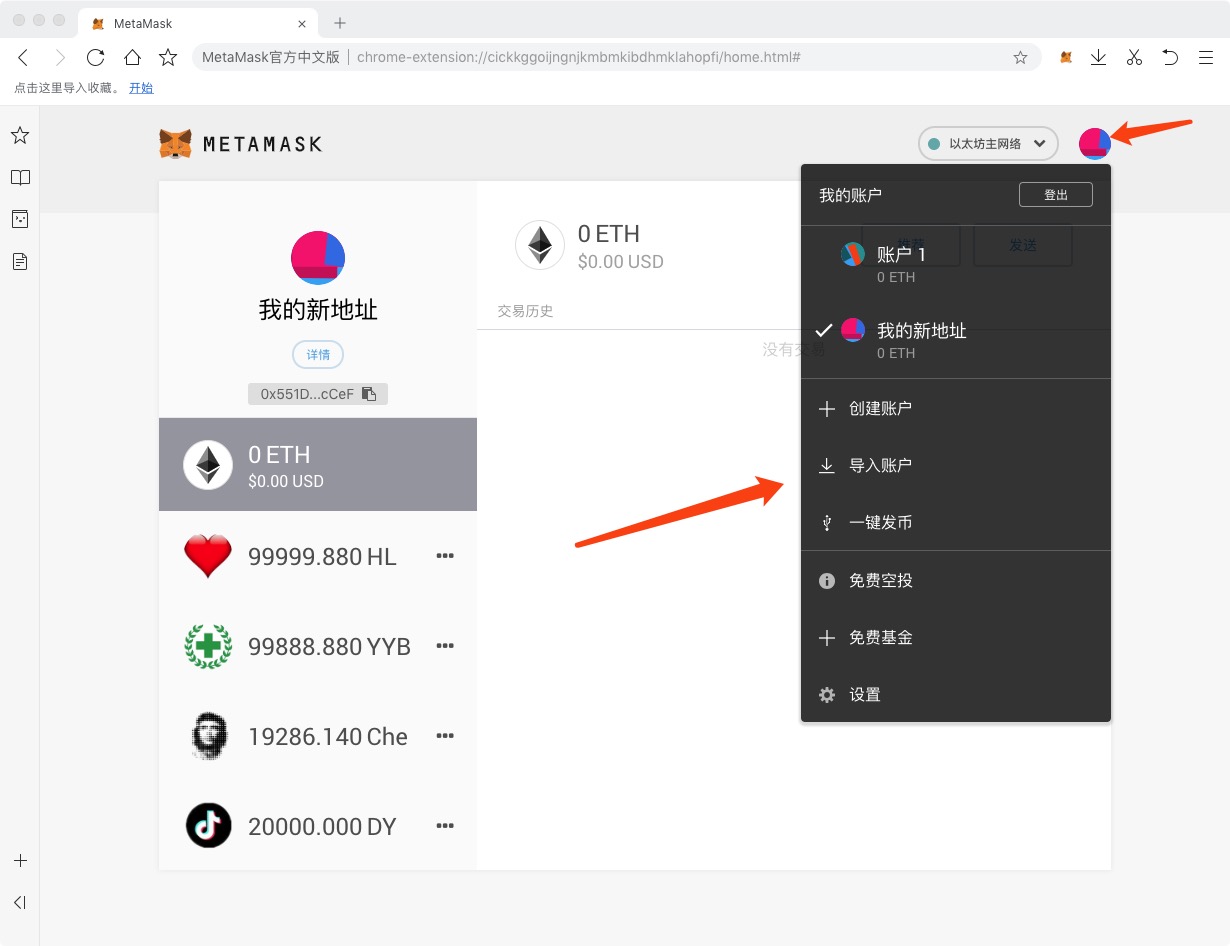 MetaMask
MetaMask官方中文版 chrome-extension://cickkggoijngnjkmbmkibdhmklahopfi/home.html#
点击这里导入收藏。 开始
METAMASK
以太坊主网络
我的新地址
详情
0x551D...cCeF
0 ETH
$0.00 USD
99999.880 HL
99888.880 YYB
19286.140 Che
20000.000 DY
0 ETH
$0.00 USD
发送
交易历史
没有交易
我的账户
登出
账户 1
0 ETH
我的新地址
0 ETH
创建账户
导入账户
一键发币
免费空投
免费基金
设置